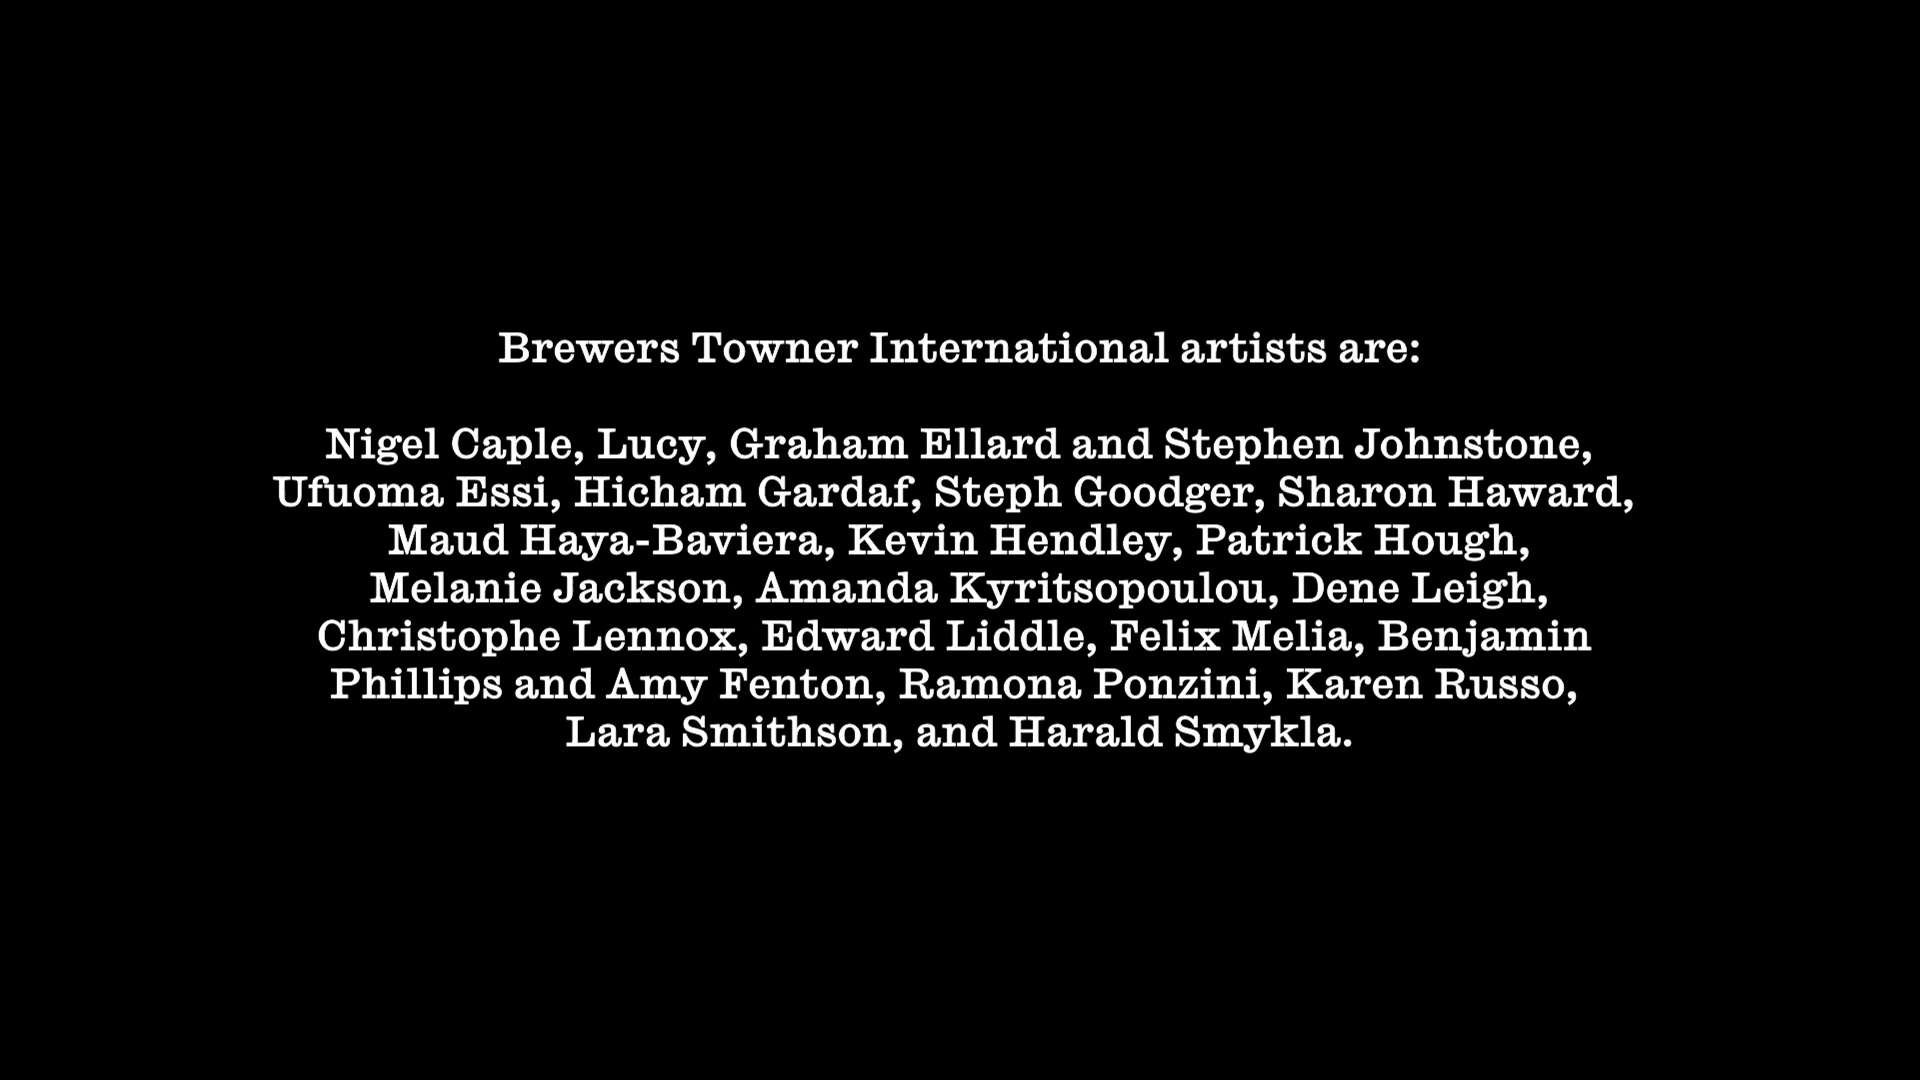 Brewers Towner International artists are:
Nigel Caple, Lucy, Graham Ellard and Stephen Johnstone,
Ufuoma Essi, Hicham Gardaf, Steph Goodger, Sharon Haward,
Maud Haya-Baviera, Kevin Hendley, Patrick Hough,
Melanie Jackson, Amanda Kyritsopoulou, Dene Leigh,
Christophe Lennox, Edward Liddle, Felix Melia, Benjamin
Phillips and Amy Fenton, Ramona Ponzini, Karen Russo,
Lara Smithson, and Harald Smykla.